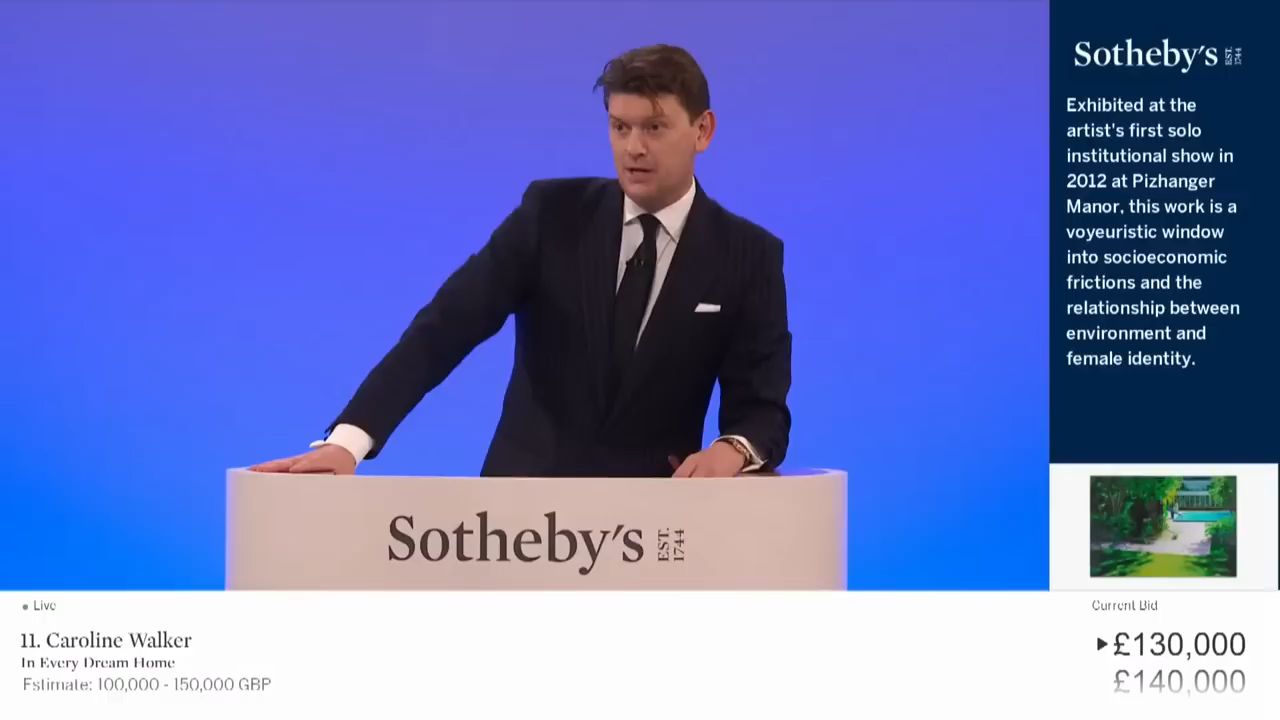 Sotheby's EST. 1744
Exhibited at the
artist's first solo
institutional show in
2012 at Pizhanger
Manor, this work is a
voyeuristic window
into socioeconomic
frictions and the
relationship between
environment and
female identity.
Sotheby's EST. 1744
• Live
11. Caroline Walker
In Every Dream Home
Estimate: 100,000 - 150,000 GBP
Current Bid
£130,000
£140,000